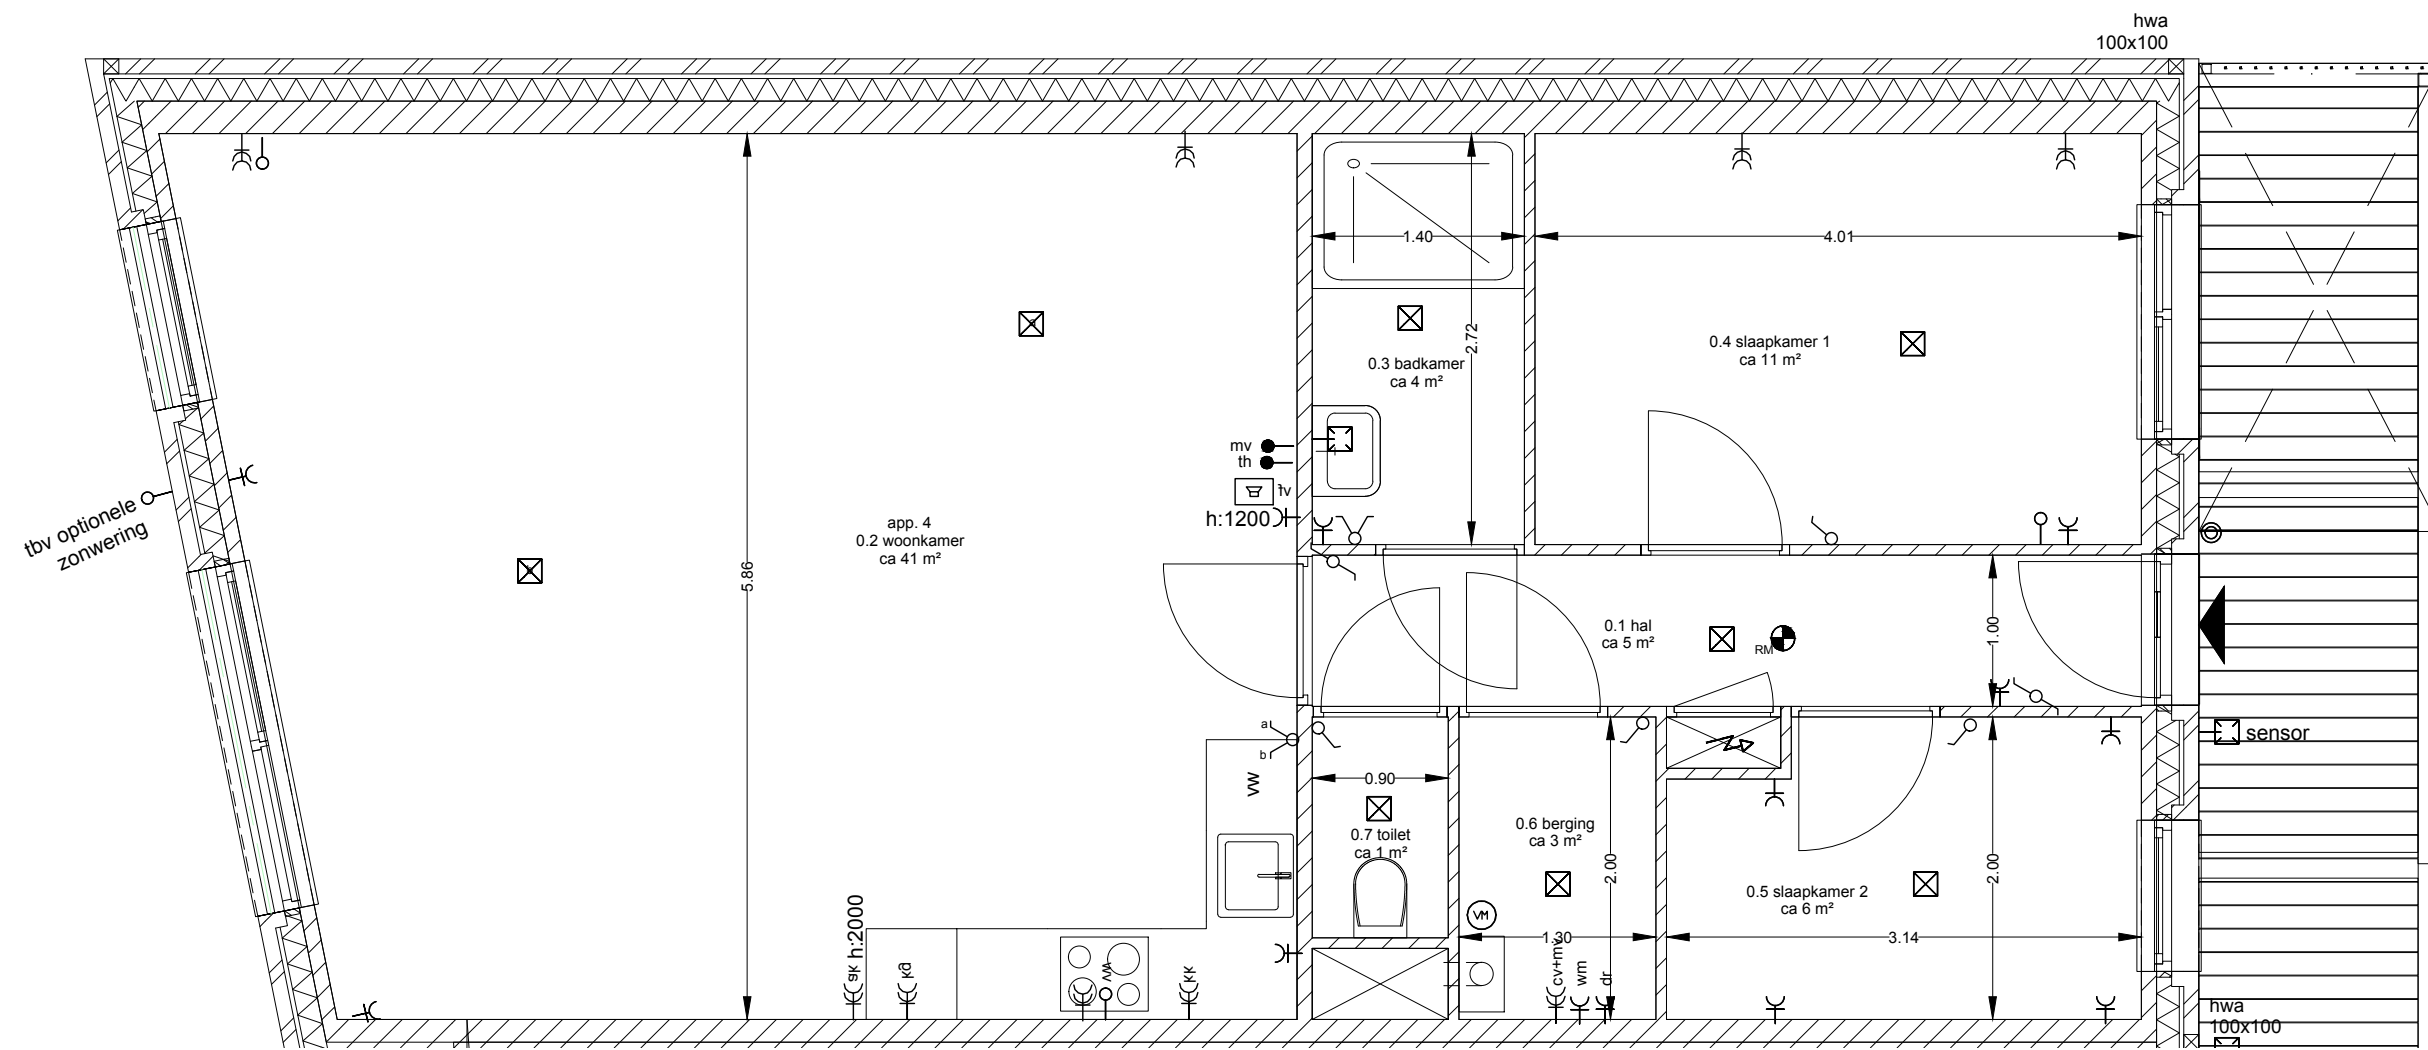 hwa
100x100
1.40
4.01
2.72
0.3 badkamer
ca 4 m²
0.4 slaapkamer 1
ca 11 m²
mv
th
h:1200
tbv optionele
zonwering
app. 4
0.2 woonkamer
ca 41 m²
5.86
0.1 hal
ca 5 m²
RM
1.00
a
b
vw
sensor
0.90
0.7 toilet
ca 1 m²
0.6 berging
ca 3 m²
2.00
0.5 slaapkamer 2
ca 6 m²
2.00
VM
1.30
3.14
h:2000
kd
kk
cv+mv
wm
dr
hwa
100x100